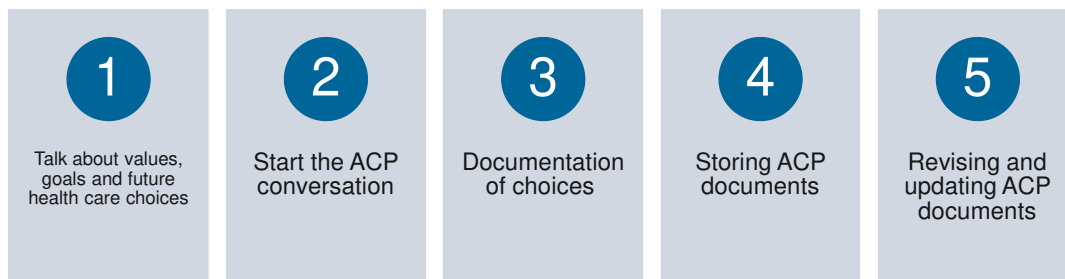 1
Talk about values,
goals and future
health care choices
2
Start the ACP
conversation
3
Documentation
of choices
4
Storing ACP
documents
5
Revising and
updating ACP
documents